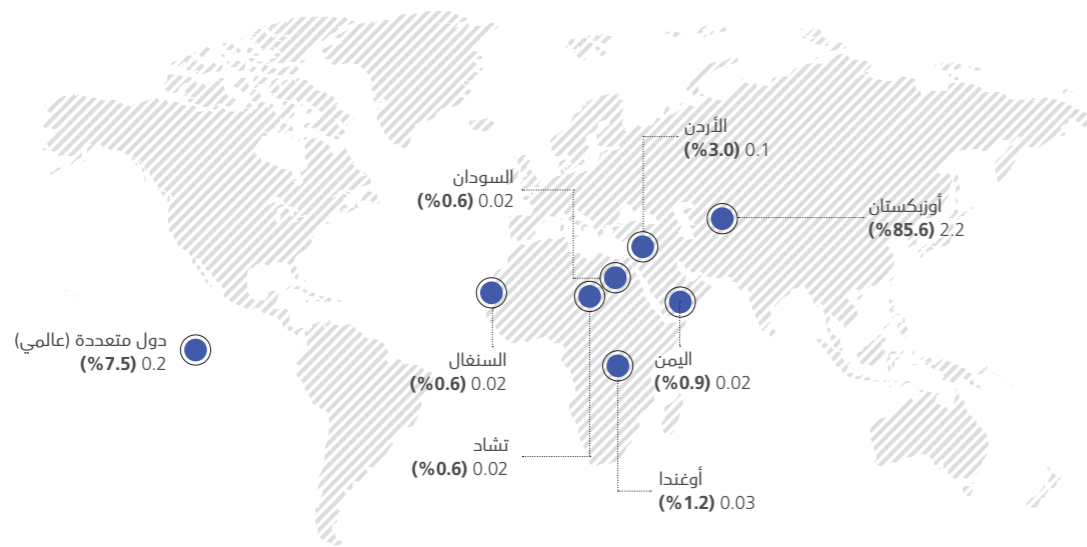 الأردن
0.1 (%3.0)
السودان
0.02 (%0.6)
أوزبكستان
2.2 (%85.6)
دول متعددة (عالمي)
0.2 (%7.5)
السنغال
0.02 (%0.6)
اليمن
0.02 (%0.9)
تشاد
0.02 (%0.6)
أوغندا
0.03 (%1.2)